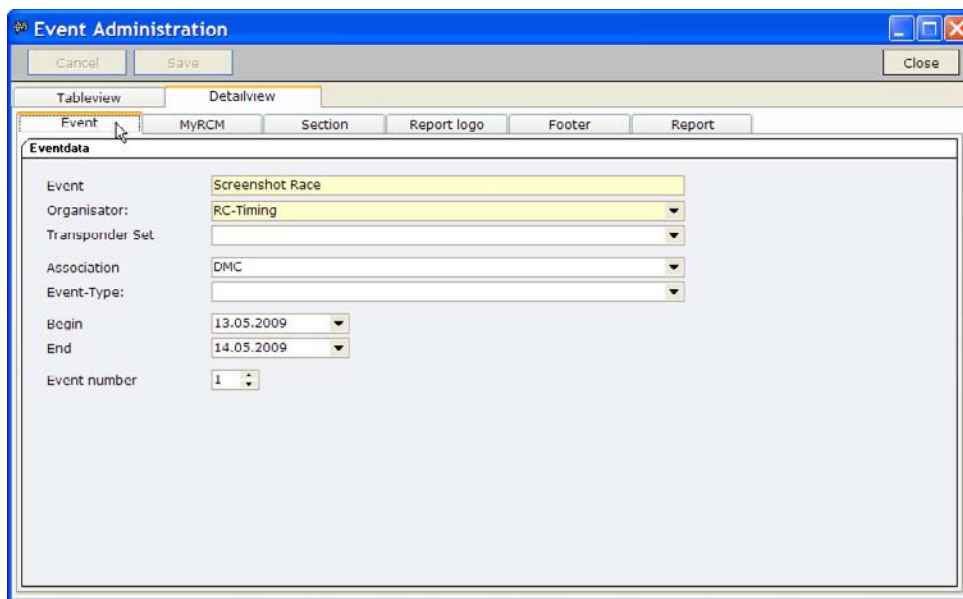 Event Administration
Cancel Save Close
Tableview Detailview
Event MyRCM Section Report logo Footer Report
Eventdata
Event Screenshot Race
Organisator: RC-Timing
Transponder Set
Association DMC
Event-Type:
Begin 13.05.2009
End 14.05.2009
Event number 1